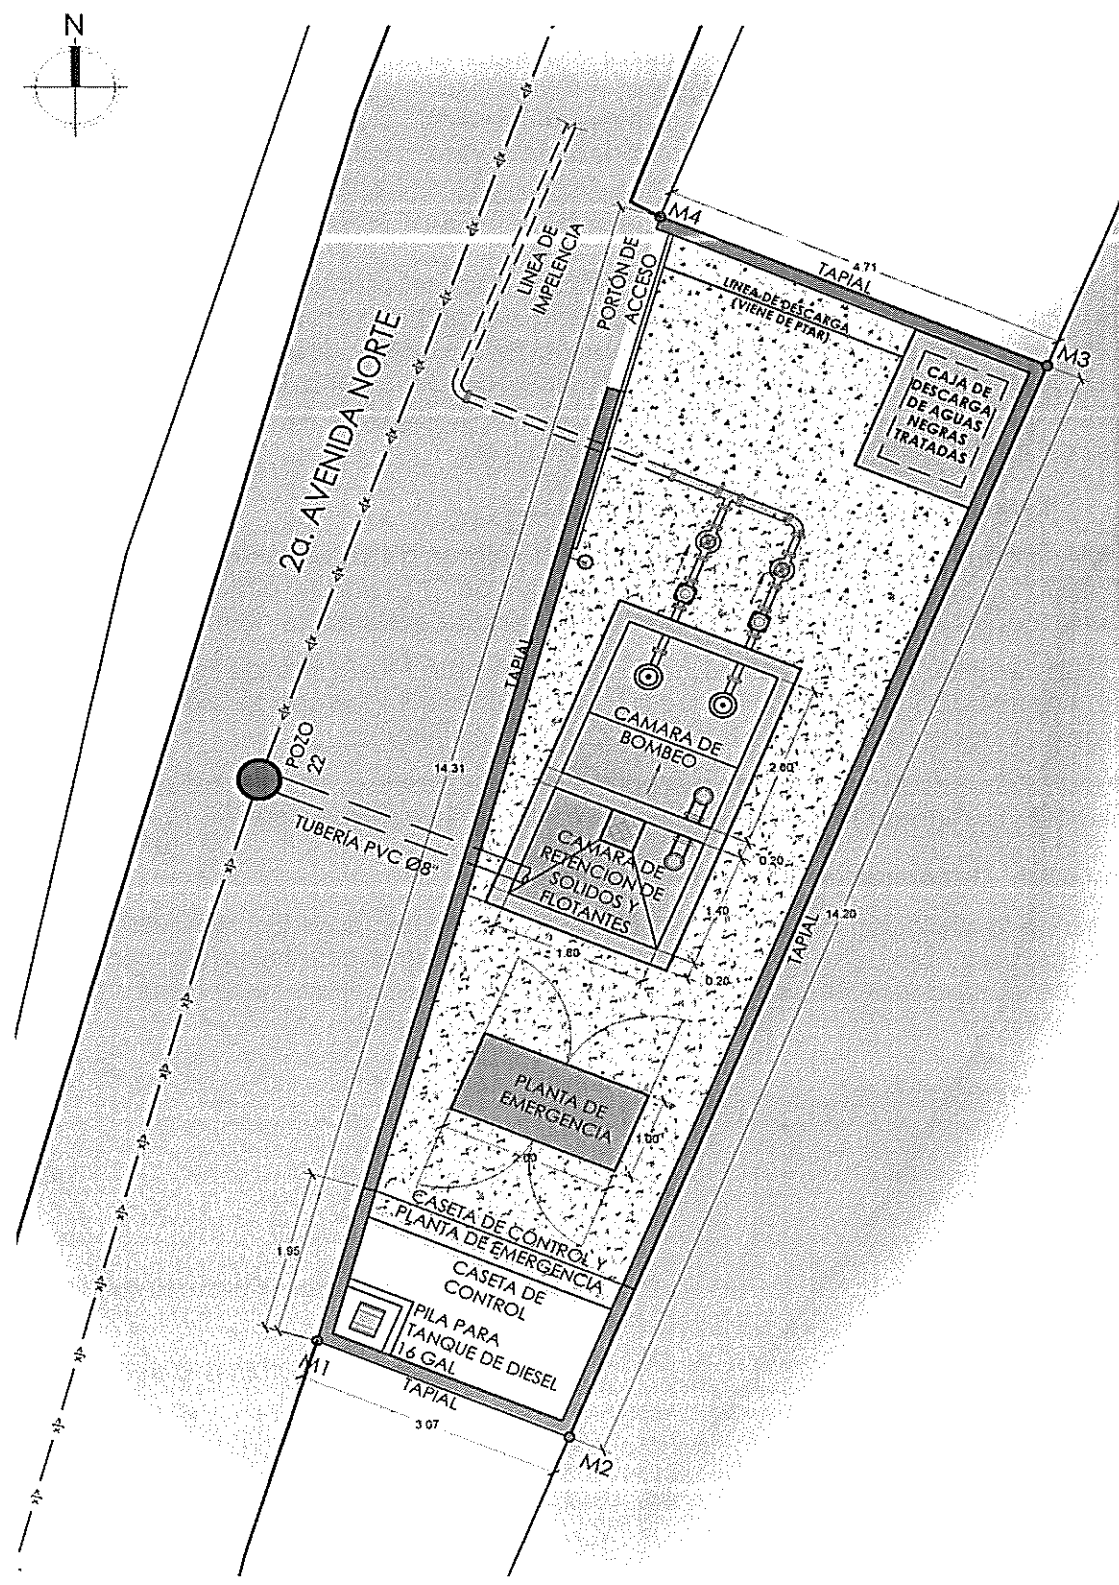 N
M4
4.71
TAPIAL
LINEA DE
IMPELENCIA
PORTÓN DE
ACCESO
LINEA DE DESCARGA
(VIENE DE PTAR)
M3
CAJA DE
DESCARGA
DE AGUAS
NEGRAS
TRATADAS
2a. AVENIDA NORTE
TAPIAL
POZO
22
14.31
CAMARA DE
BOMBEO
2.60
TUBERÍA PVC Ø8"
CAMARA DE
RETENCION DE
SOLIDOS Y
FLOTANTES
0.20
1.40
14.20
TAPIAL
0.20
PLANTA DE
EMERGENCIA
1.00
2.00
CASETA DE CONTROL Y
PLANTA DE EMERGENCIA
1.95
CASETA DE
CONTROL
PILA PARA
TANQUE DE DIESEL
16 GAL
M1
TAPIAL
3.07
M2